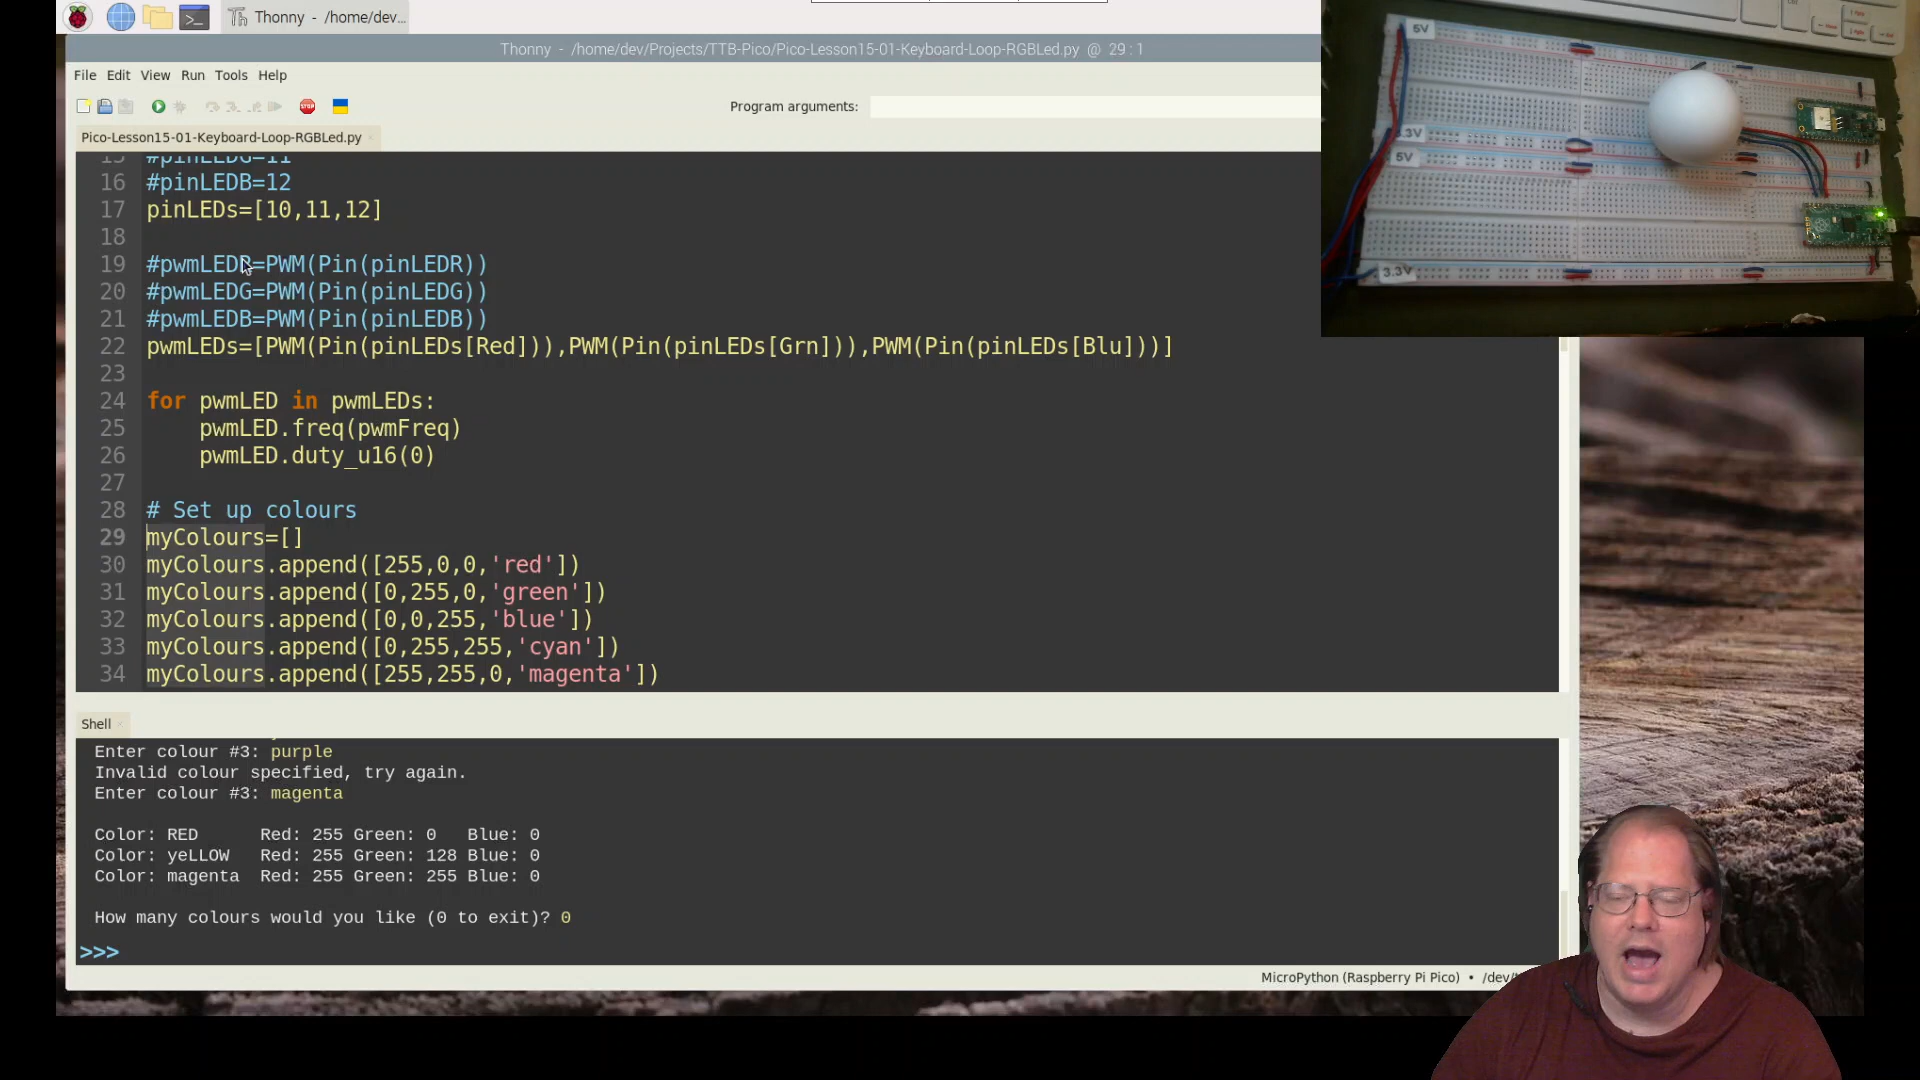 Thonny - /home/dev...
Thonny - /home/dev/Projects/TTB-Pico/Pico-Lesson15-01-Keyboard-Loop-RGBLed.py @ 29 : 1
File Edit View Run Tools Help
STOP
Program arguments:
Pico-Lesson15-01-Keyboard-Loop-RGBLed.py
15 #pinLEDG=11
16 #pinLEDB=12
17 pinLEDs=[10,11,12]
18
19 #pwmLEDR=PWM(Pin(pinLEDR))
20 #pwmLEDG=PWM(Pin(pinLEDG))
21 #pwmLEDB=PWM(Pin(pinLEDB))
22 pwmLEDs=[PWM(Pin(pinLEDs[Red])),PWM(Pin(pinLEDs[Grn])),PWM(Pin(pinLEDs[Blu]))]
23
24 for pwmLED in pwmLEDs:
25 pwmLED.freq(pwmFreq)
26 pwmLED.duty_u16(0)
27
28 # Set up colours
29 myColours=[]
30 myColours.append([255,0,0,'red'])
31 myColours.append([0,255,0,'green'])
32 myColours.append([0,0,255,'blue'])
33 myColours.append([0,255,255,'cyan'])
34 myColours.append([255,255,0,'magenta'])
Shell
Enter colour #3: purple
Invalid colour specified, try again.
Enter colour #3: magenta
Color: RED Red: 255 Green: 0 Blue: 0
Color: yeLLOW Red: 255 Green: 128 Blue: 0
Color: magenta Red: 255 Green: 255 Blue: 0
How many colours would you like (0 to exit)? 0
>>>
MicroPython (Raspberry Pi Pico) • /dev/
5V
3.3V
5V
3.3V